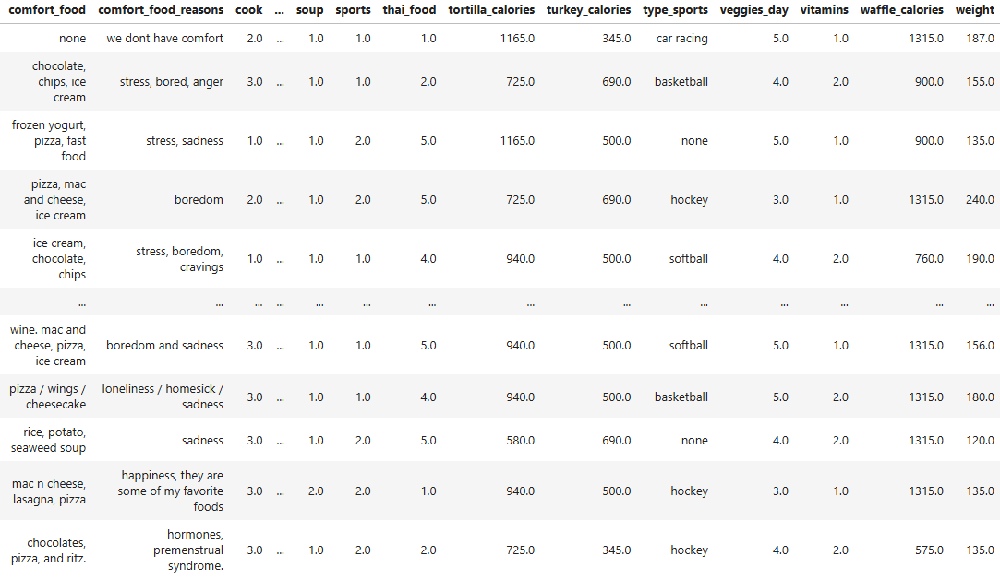 comfort_food comfort_food_reasons cook ... soup sports thai_food tortilla_calories turkey_calories type_sports veggies_day vitamins waffle_calories weight
none we dont have comfort 2.0 ... 1.0 1.0 1.0 1165.0 345.0 car racing 5.0 1.0 1315.0 187.0
chocolate,
chips, ice
cream
stress, bored, anger 3.0 ... 1.0 1.0 2.0 725.0 690.0 basketball 4.0 2.0 900.0 155.0
frozen yogurt,
pizza, fast
food
stress, sadness 1.0 ... 1.0 2.0 5.0 1165.0 500.0 none 5.0 1.0 900.0 135.0
pizza, mac
and cheese,
ice cream
boredom 2.0 ... 1.0 2.0 5.0 725.0 690.0 hockey 3.0 1.0 1315.0 240.0
ice cream,
chocolate,
chips
stress, boredom,
cravings
1.0 ... 1.0 1.0 4.0 940.0 500.0 softball 4.0 2.0 760.0 190.0
... ... ... ... ... ... ... ... ... ... ... ... ... ...
wine. mac and
cheese, pizza,
ice cream
boredom and sadness 3.0 ... 1.0 1.0 5.0 940.0 500.0 softball 5.0 1.0 1315.0 156.0
pizza / wings /
cheesecake
loneliness / homesick /
sadness
3.0 ... 1.0 1.0 4.0 940.0 500.0 basketball 5.0 2.0 1315.0 180.0
rice, potato,
seaweed soup
sadness 3.0 ... 1.0 2.0 5.0 580.0 690.0 none 4.0 2.0 1315.0 120.0
mac n cheese,
lasagna, pizza
happiness, they are
some of my favorite
foods
3.0 ... 2.0 2.0 1.0 940.0 500.0 hockey 3.0 1.0 1315.0 135.0
chocolates,
pizza, and ritz.
hormones,
premenstrual
syndrome.
3.0 ... 1.0 2.0 2.0 725.0 345.0 hockey 4.0 2.0 575.0 135.0